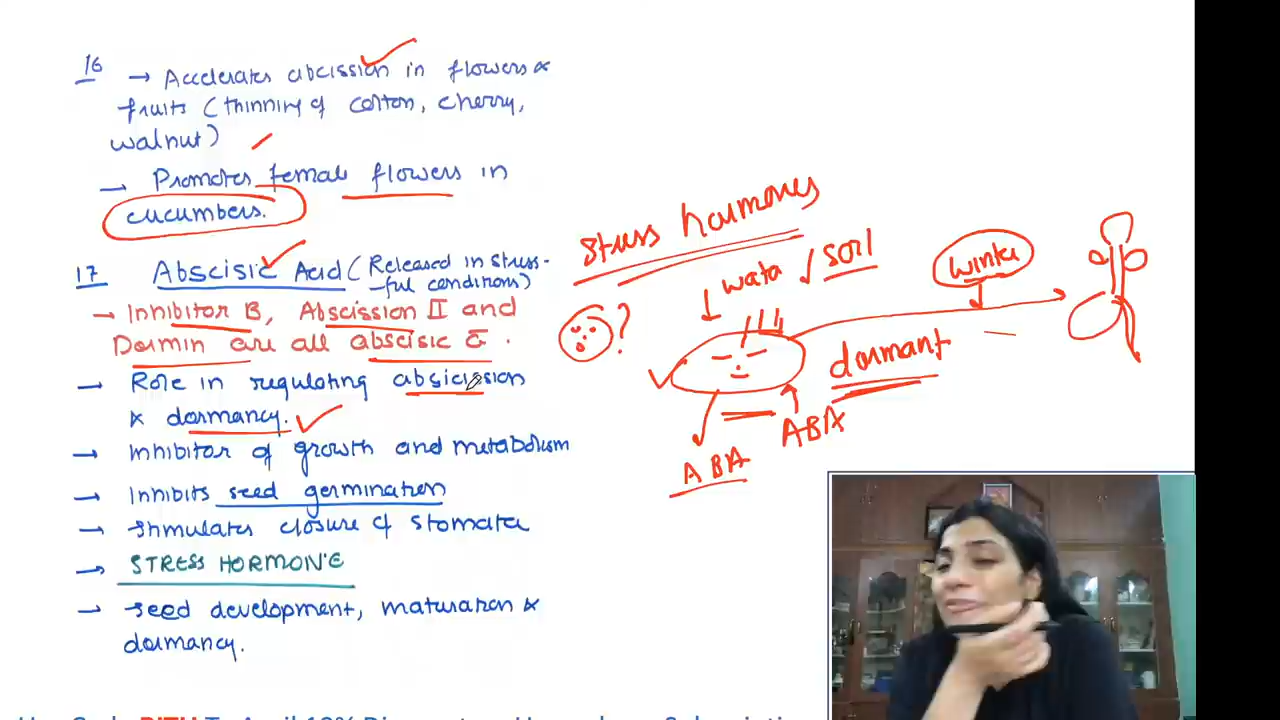 16
→ Accelerates abcission in flowers &
fruits (thinning of cotton, cherry,
walnut)
→ Promotes female flowers in
cucumbers.
17 Abscisic Acid (Released in stress-
-ful conditions)
→ Inhibitor B, Abscission II and
Dormin are all abscisic
→ Role in regulating
& dormancy.
→ Inhibitor of growth and metabolism
→ Inhibits seed germination
→ stimulates closure of stomata
→ STRESS HORMONE
→ seed development, maturation &
dormancy.
Stress hormones
water soil
winter
?
dormant
ABA
ABA